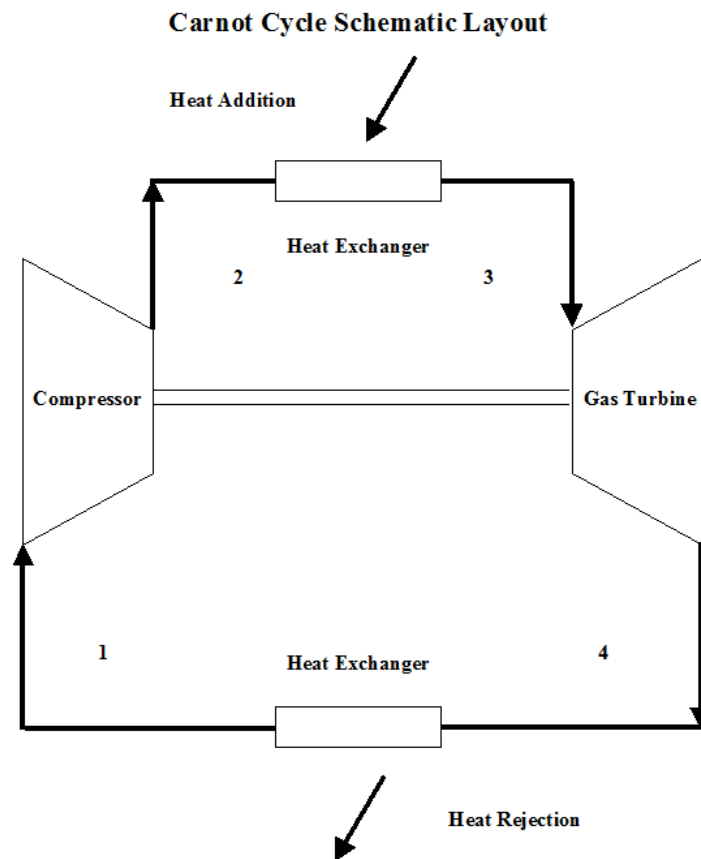 Carnot Cycle Schematic Layout
Heat Addition
Heat Exchanger
2
3
Compressor
Gas Turbine
1
Heat Exchanger
4
Heat Rejection